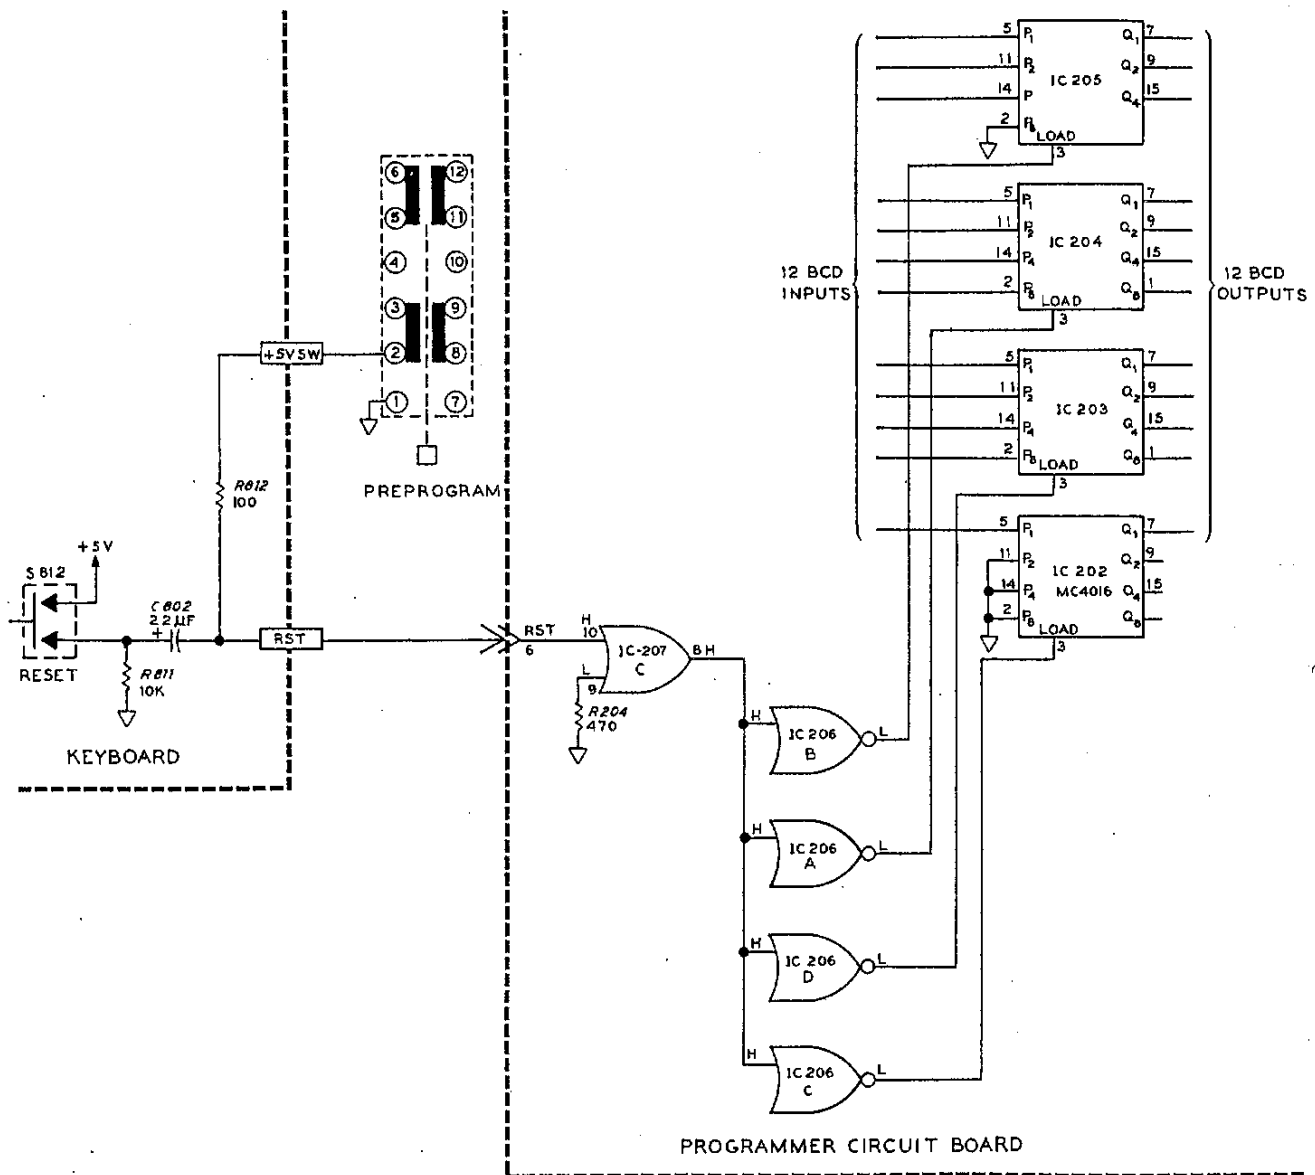 5 P1 Q1 7
11 P2 Q2 9
IC 205
14 P Q4 15
2 P8
LOAD
3
5 P1 Q1 7
11 P2 Q2 9
IC 204
14 P4 Q4 15
2 P8 Q8 1
LOAD
3
12 BCD
INPUTS
12 BCD
OUTPUTS
5 P1 Q1 7
11 P2 Q2 9
IC 203
14 P4 Q4 15
2 P8 Q8 1
LOAD
3
5 P1 Q1 7
11 P2 Q2 9
IC 202
MC4016
14 P4 Q4 15
2 P8 Q8
LOAD
3
6 12
5 11
4 10
3 9
2 8
1 7
PREPROGRAM
+5VSW
R812
100
+5V
S812
RESET
C802
+ 22µF
R811
10K
RST
KEYBOARD
RST
6
H
10
L
9
IC-207
C
8 H
R204
470
H
IC 206
B
L
H
IC 206
A
L
H
IC 206
D
L
H
IC 206
C
L
PROGRAMMER CIRCUIT BOARD